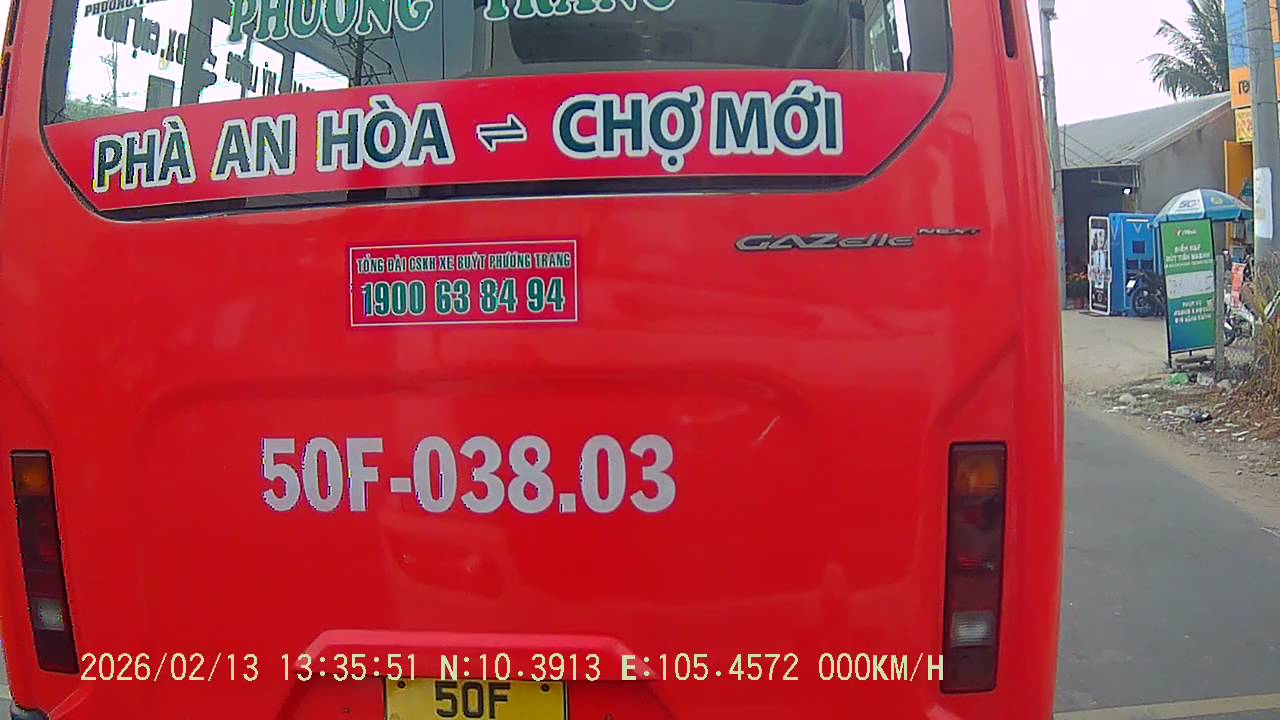 PHƯƠNG TRANG
PHÀ AN HÒA ⇌ CHỢ MỚI
GAZelle NEXT
TỔNG ĐÀI CSKH XE BUÝT PHƯƠNG TRANG
1900 63 84 94
5G
50F-038.03
2026/02/13 13:35:51 N:10.3913 E:105.4572 000KM/H
50F